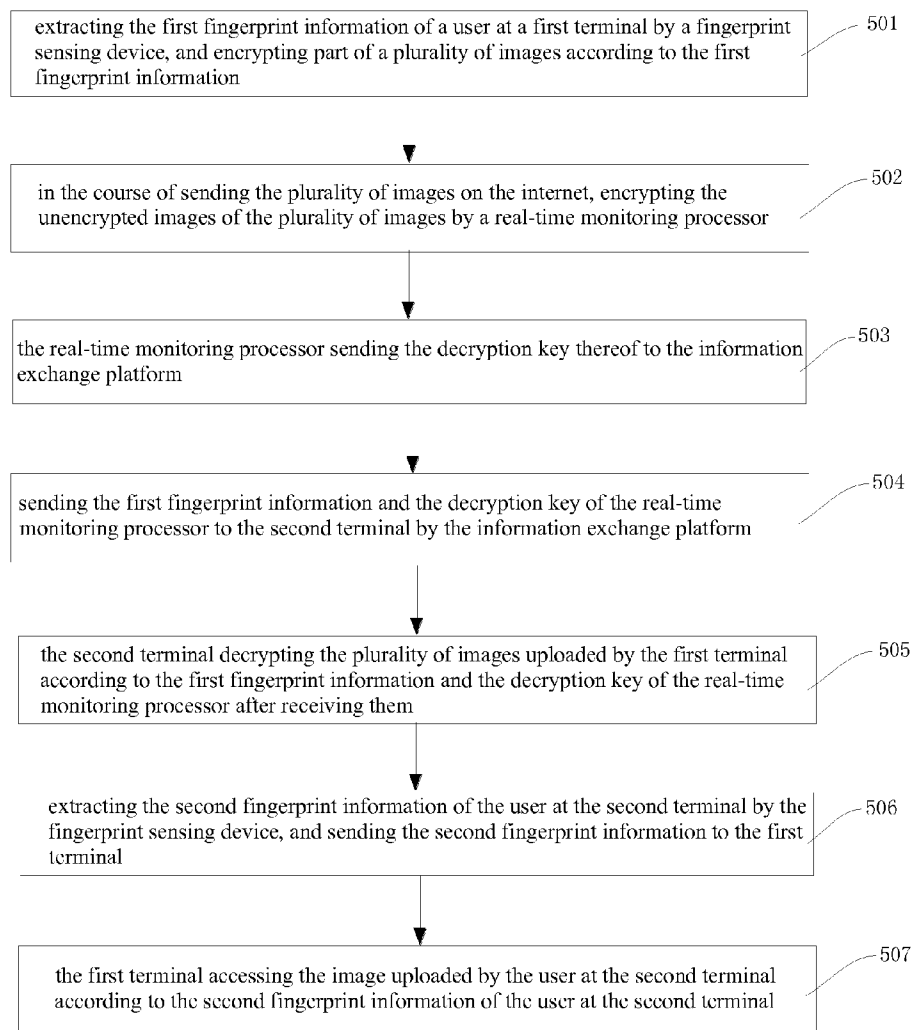 extracting the first fingerprint information of a user at a first terminal by a fingerprint
sensing device, and encrypting part of a plurality of images according to the first
fingerprint information
501
in the course of sending the plurality of images on the internet, encrypting the
unencrypted images of the plurality of images by a real-time monitoring processor
502
the real-time monitoring processor sending the decryption key thereof to the information
exchange platform
503
sending the first fingerprint information and the decryption key of the real-time
monitoring processor to the second terminal by the information exchange platform
504
the second terminal decrypting the plurality of images uploaded by the first terminal
according to the first fingerprint information and the decryption key of the real-time
monitoring processor after receiving them
505
extracting the second fingerprint information of the user at the second terminal by the
fingerprint sensing device, and sending the second fingerprint information to the first
terminal
506
the first terminal accessing the image uploaded by the user at the second terminal
according to the second fingerprint information of the user at the second terminal
507